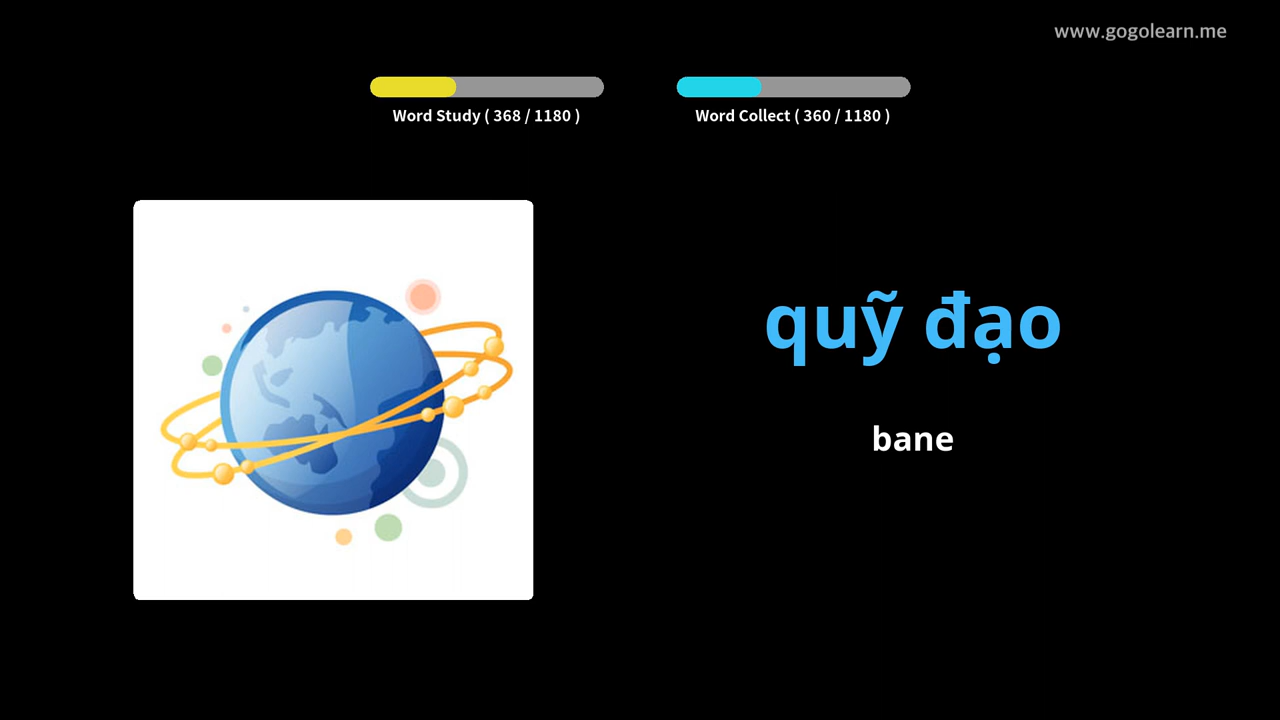 www.gogolearn.me
Word Study ( 368 / 1180 )
Word Collect ( 360 / 1180 )
quỹ đạo
bane